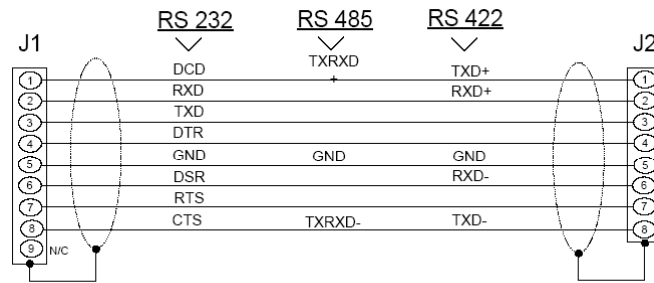 RS 232 RS 485 RS 422
J1 J2
DCD TXRXD + TXD+
RXD RXD+
TXD
DTR
GND GND GND
DSR RXD-
RTS
CTS TXRXD- TXD-
1 1
2 2
3 3
4 4
5 5
6 6
7 7
8 8
9 N/C